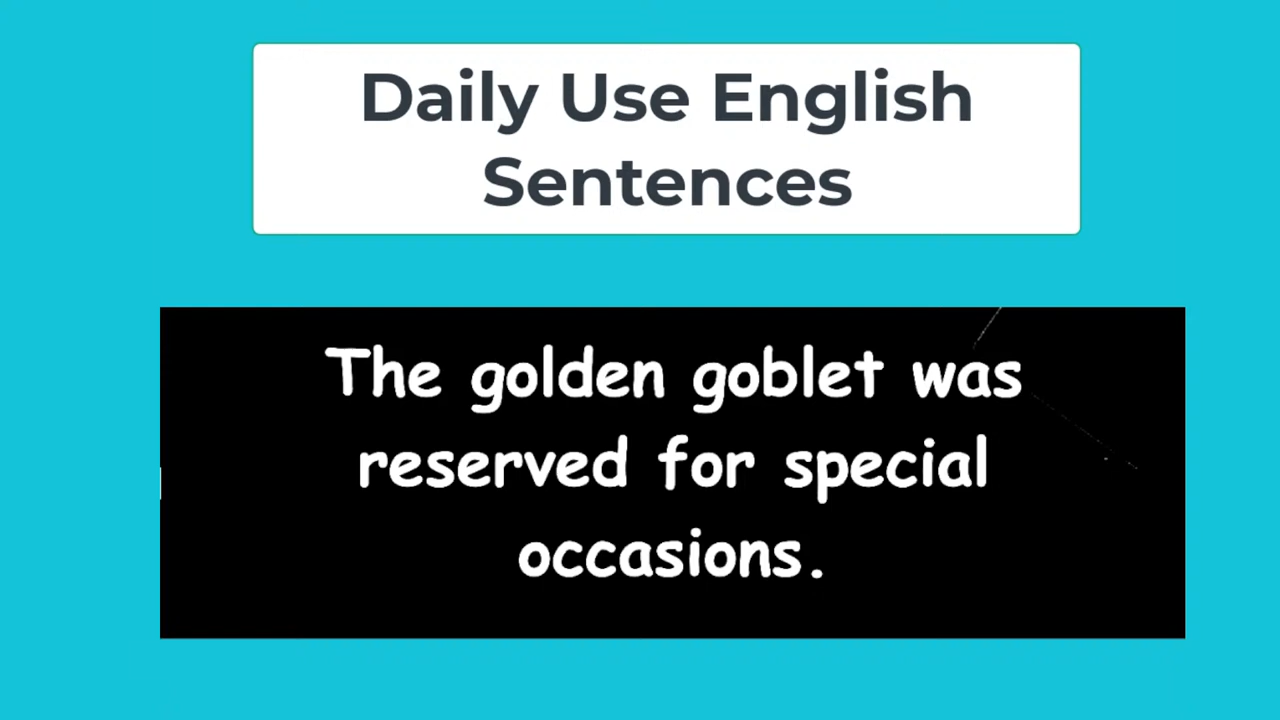 Daily Use English
Sentences
The golden goblet was
reserved for special
occasions.